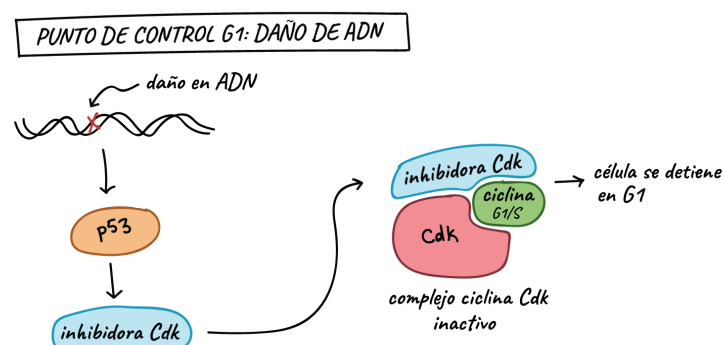 PUNTO DE CONTROL G1: DAÑO DE ADN
daño en ADN
p53
inhibidora Cdk
inhibidora Cdk
ciclina
G1/S
Cdk
complejo ciclina Cdk
inactivo
célula se detiene
en G1